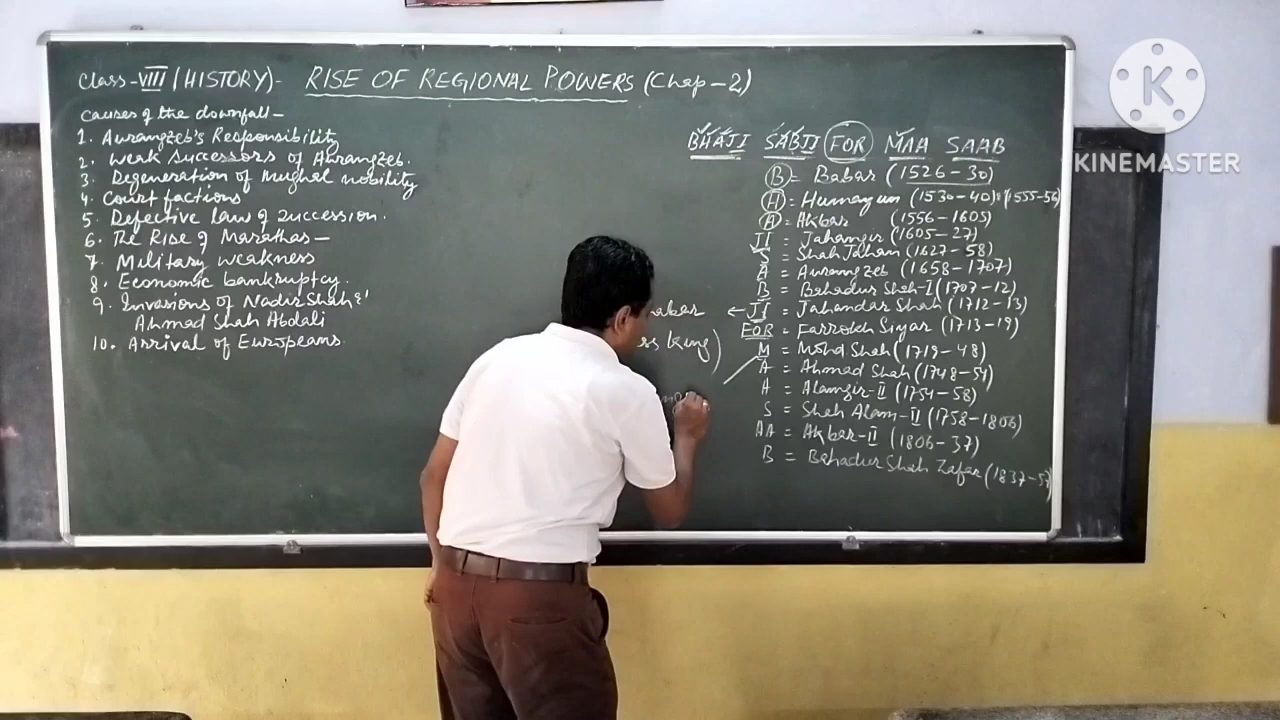 Class-VIII (HISTORY)- RISE OF REGIONAL POWERS (Chap-2)
Causes of the downfall-
1. Aurangzeb's Responsibility
2. Weak Successors of Aurangzeb.
3. Degeneration of Mughal nobility
4. Court factions
5. Defective law of succession.
6. The Rise of Marathas-
7. Military weakness
8. Economic bankruptcy.
9. Invasions of Nadir Shah &
Ahmad Shah Abdali
10. Arrival of Europeans.
ss king)
BHAJI SABJI FOR MAA SAAB
B = Babar (1526-30)
H = Humayun (1530-40)=(1555-56)
A = Akbar (1556-1605)
JI = Jahangir (1605-27)
S = Shah Jahan (1627-58)
A = Aurangzeb (1658-1707)
B = Bahadur Shah-I (1707-12)
← JI = Jahandar Shah (1712-13)
FOR = Farrokh Siyar (1713-19)
M = Mohd Shah (1719-48)
A = Ahmad Shah (1748-54)
A = Alamgir-II (1754-58)
S = Shah Alam-II (1758-1806)
AA = Akbar-II (1806-37)
B = Bahadur Shah Zafar (1837-57)
K
KINEMASTER